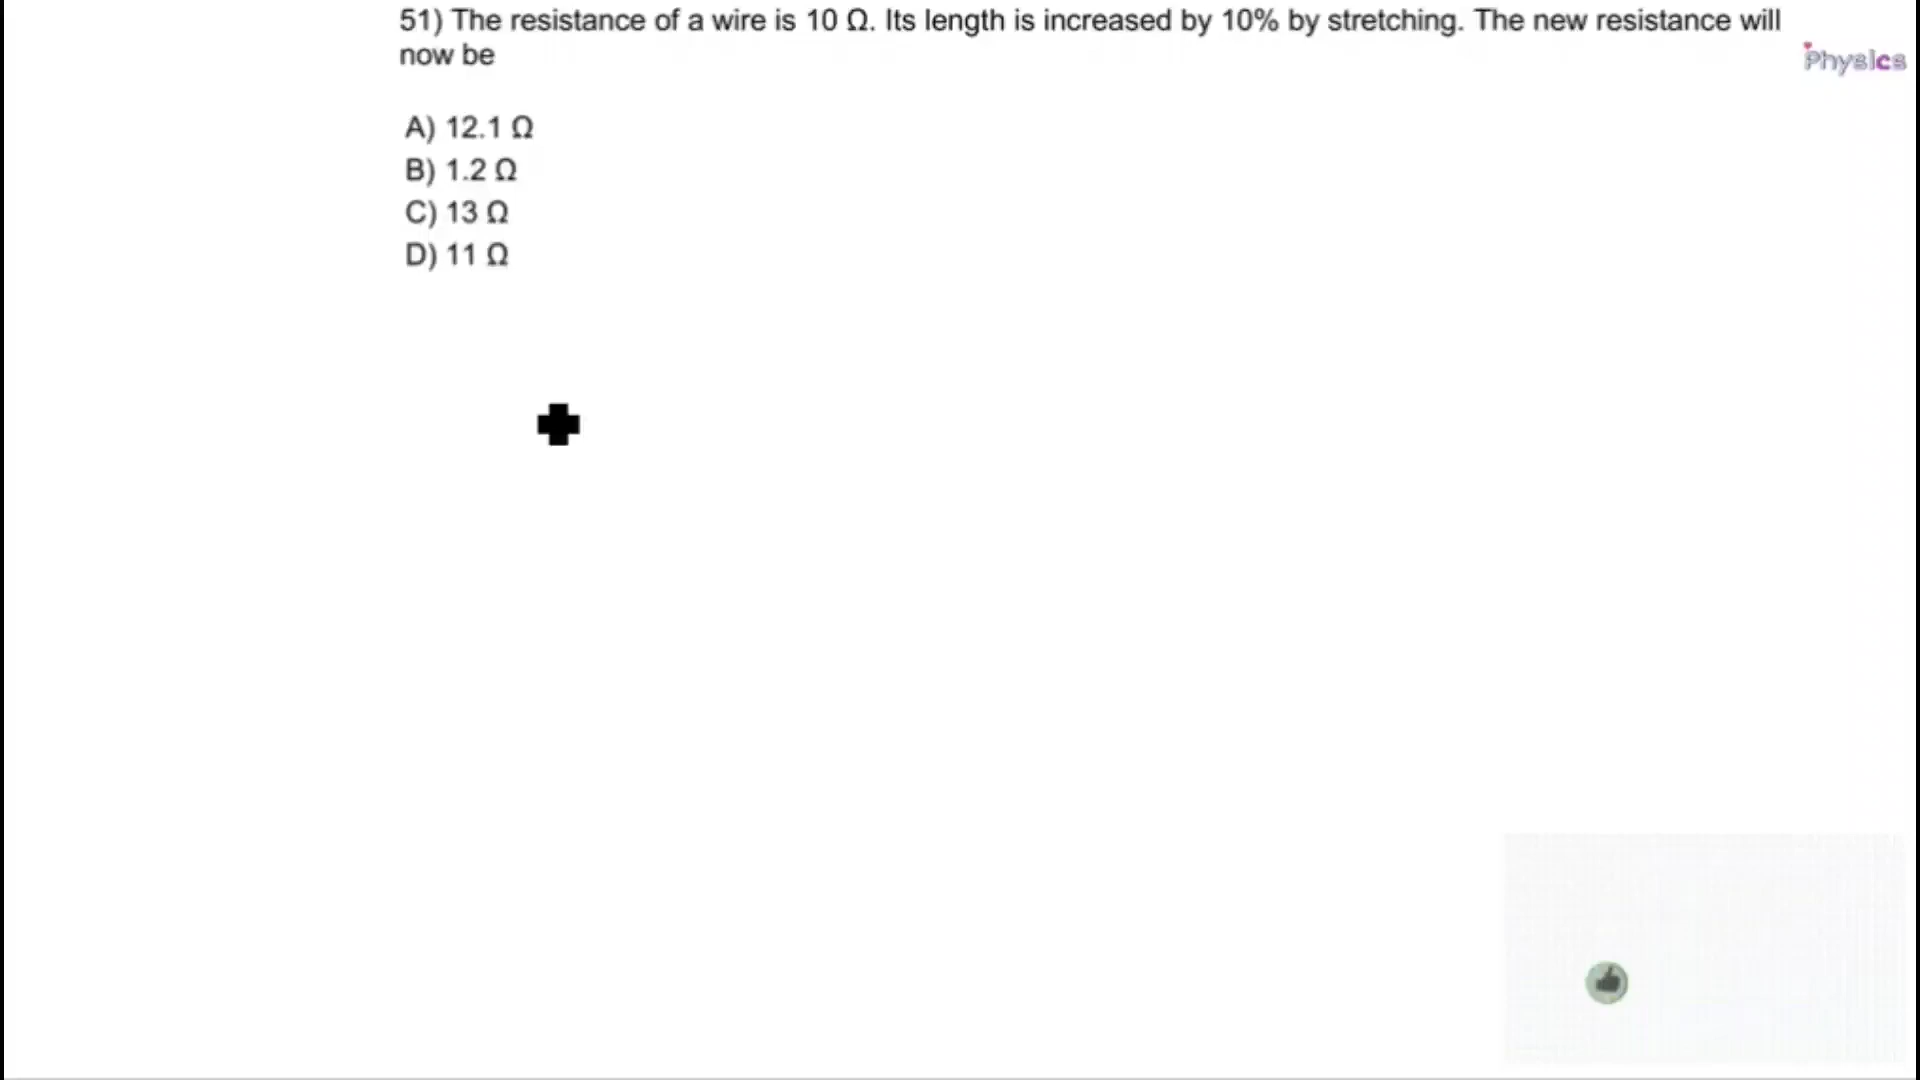 51) The resistance of a wire is 10 Ω. Its length is increased by 10% by stretching. The new resistance will
now be
Physics
A) 12.1 Ω
B) 1.2 Ω
C) 13 Ω
D) 11 Ω